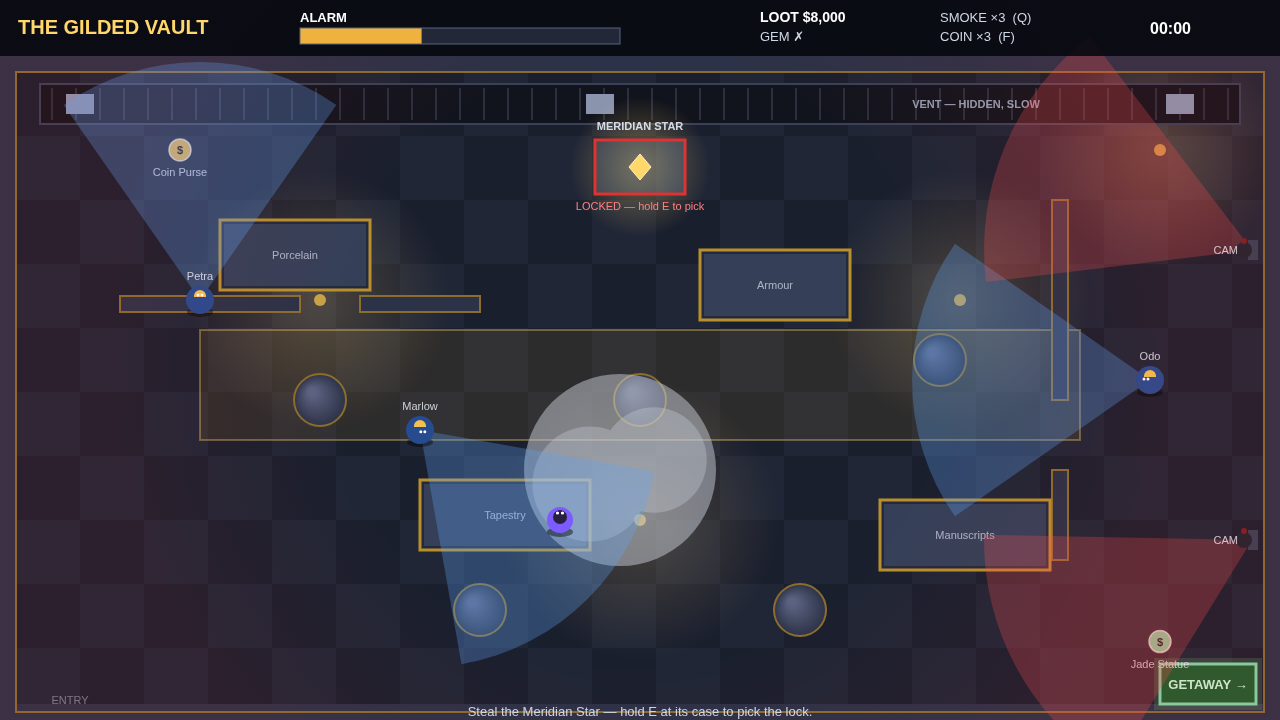 THE GILDED VAULT
ALARM
LOOT $8,000
GEM ✗
SMOKE ×3 (Q)
COIN ×3 (F)
00:00
VENT — HIDDEN, SLOW
MERIDIAN STAR
$
Coin Purse
LOCKED — hold E to pick
Porcelain
CAM
Petra
Armour
Odo
Marlow
Tapestry
Manuscripts
CAM
$
Jade Statue
GETAWAY →
ENTRY
Steal the Meridian Star — hold E at its case to pick the lock.